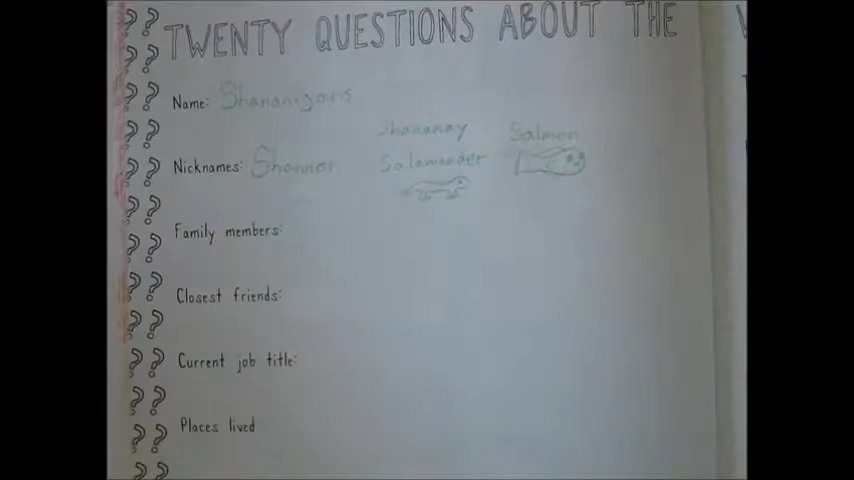 TWENTY QUESTIONS ABOUT THE
Name: Shananigans
Shananay Salmon
Nicknames: Shannon Salamander
Family members:
Closest friends:
Current job title:
Places lived